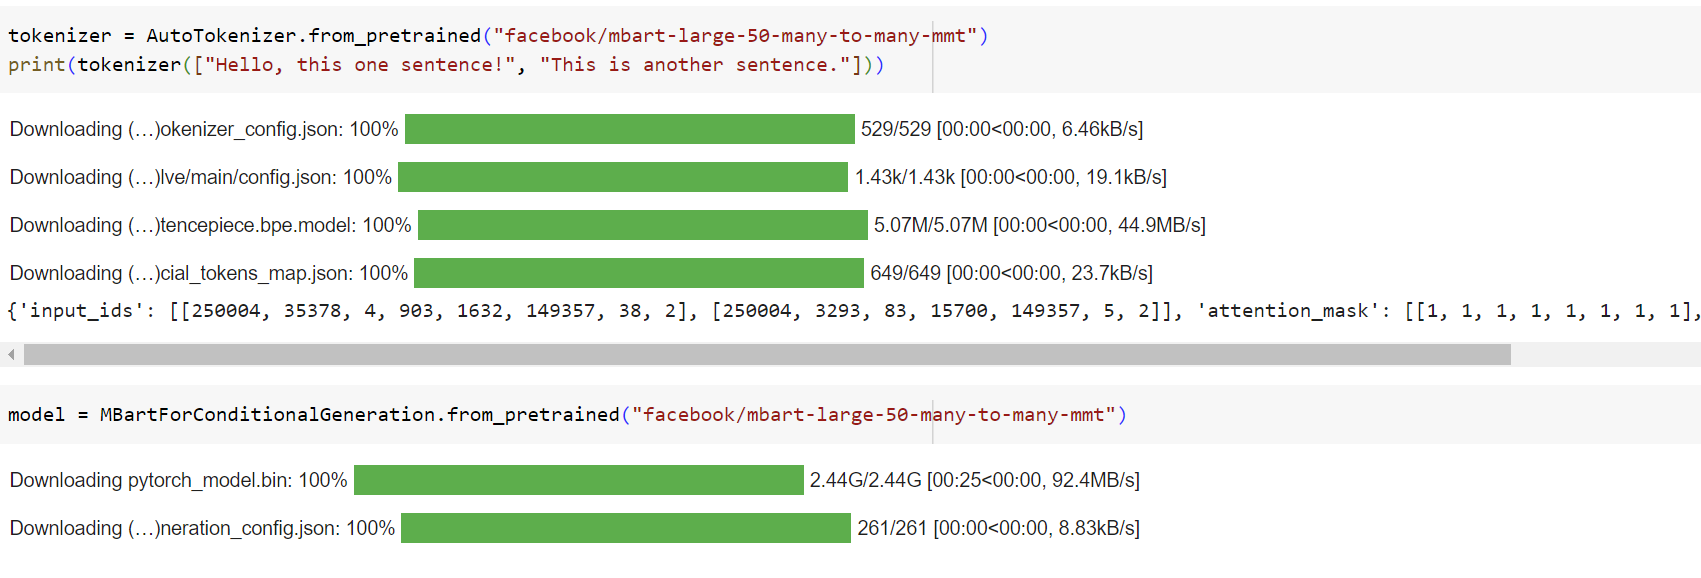 tokenizer = AutoTokenizer.from_pretrained("facebook/mbart-large-50-many-to-many-mmt")
print(tokenizer(["Hello, this one sentence!", "This is another sentence."]))
Downloading (…)okenizer_config.json: 100% 529/529 [00:00<00:00, 6.46kB/s]
Downloading (…)lve/main/config.json: 100% 1.43k/1.43k [00:00<00:00, 19.1kB/s]
Downloading (…)tencepiece.bpe.model: 100% 5.07M/5.07M [00:00<00:00, 44.9MB/s]
Downloading (…)cial_tokens_map.json: 100% 649/649 [00:00<00:00, 23.7kB/s]
{'input_ids': [[250004, 35378, 4, 903, 1632, 149357, 38, 2], [250004, 3293, 83, 15700, 149357, 5, 2]], 'attention_mask': [[1, 1, 1, 1, 1, 1, 1, 1],
model = MBartForConditionalGeneration.from_pretrained("facebook/mbart-large-50-many-to-many-mmt")
Downloading pytorch_model.bin: 100% 2.44G/2.44G [00:25<00:00, 92.4MB/s]
Downloading (…)neration_config.json: 100% 261/261 [00:00<00:00, 8.83kB/s]